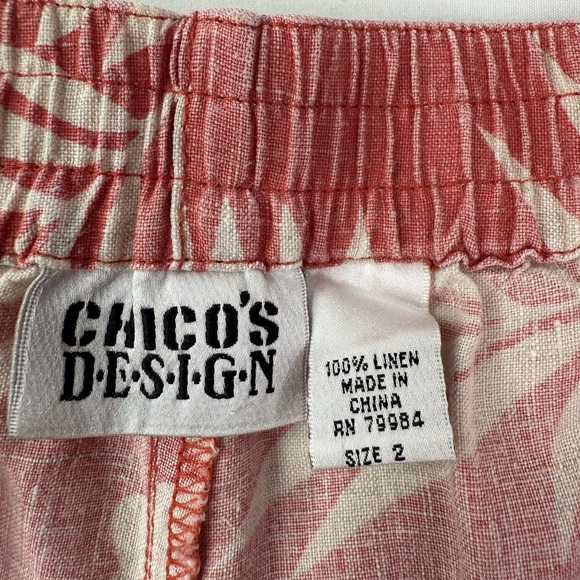 CHICO'S
D·E·S·I·G·N
100% LINEN
MADE IN
CHINA
RN 79984
SIZE 2